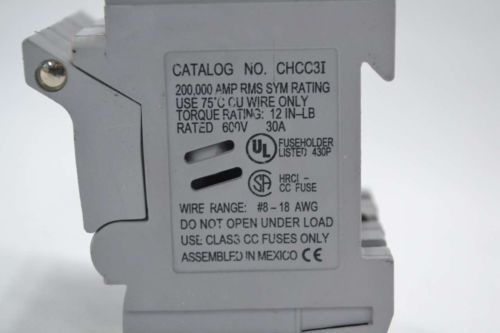 CATALOG NO. CHCC3I
200,000 AMP RMS SYM RATING
USE 75°C CU WIRE ONLY
TORQUE RATING: 12 IN-LB
RATED 600V 30A
UL
FUSEHOLDER
LISTED 430P
SA
HRCI -
CC FUSE
WIRE RANGE: #8-18 AWG
DO NOT OPEN UNDER LOAD
USE CLASS CC FUSES ONLY
ASSEMBLED IN MEXICO CE